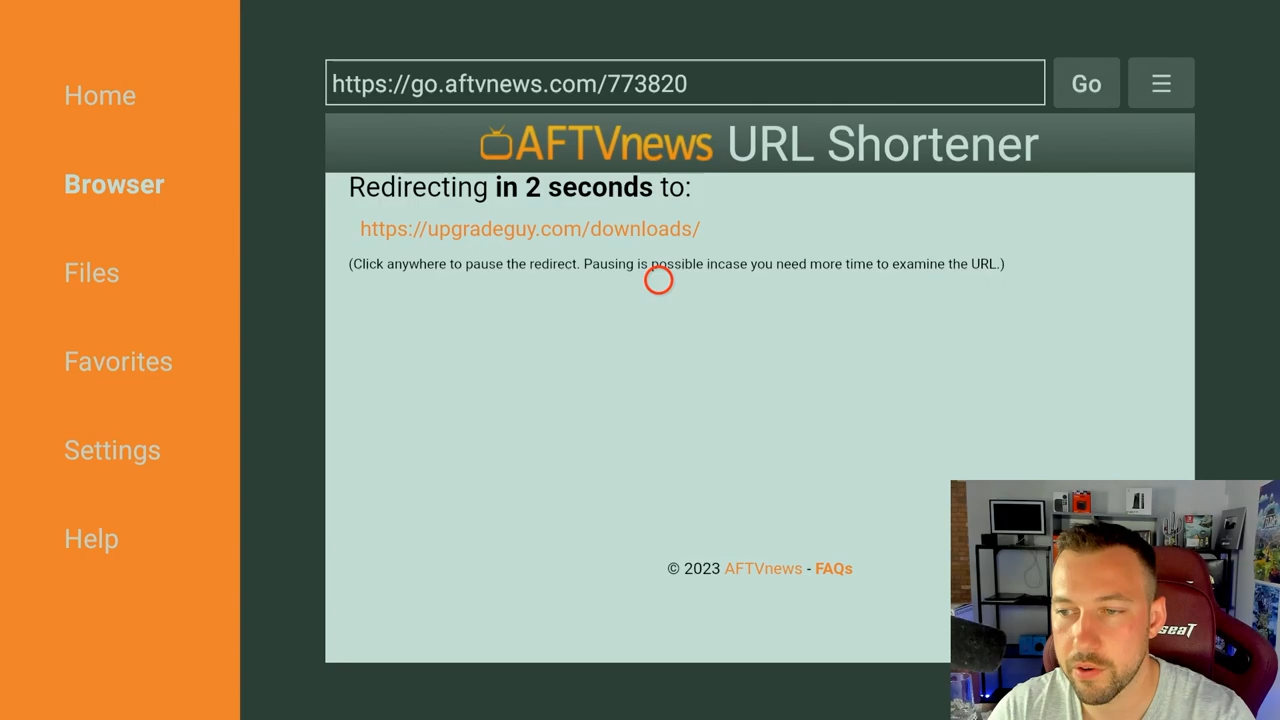 Home
Browser
Files
Favorites
Settings
Help
https://go.aftvnews.com/773820
Go
☰
AFTVnews URL Shortener
Redirecting in 2 seconds to:
https://upgradeguy.com/downloads/
(Click anywhere to pause the redirect. Pausing is possible incase you need more time to examine the URL.)
© 2023 AFTVnews - FAQs
seaT